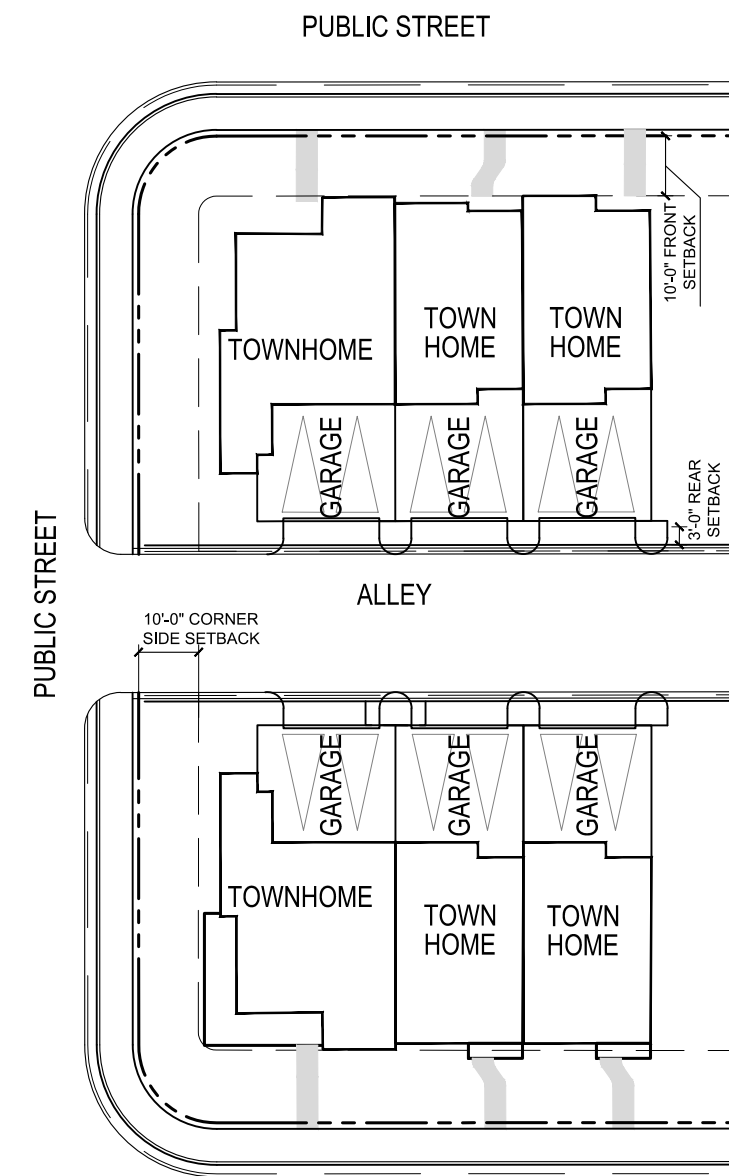 PUBLIC STREET
10'-0" FRONT
SETBACK
TOWNHOME
TOWN
HOME
TOWN
HOME
GARAGE
GARAGE
GARAGE
3'-0" REAR
SETBACK
PUBLIC STREET
ALLEY
10'-0" CORNER
SIDE SETBACK
GARAGE
GARAGE
GARAGE
TOWNHOME
TOWN
HOME
TOWN
HOME